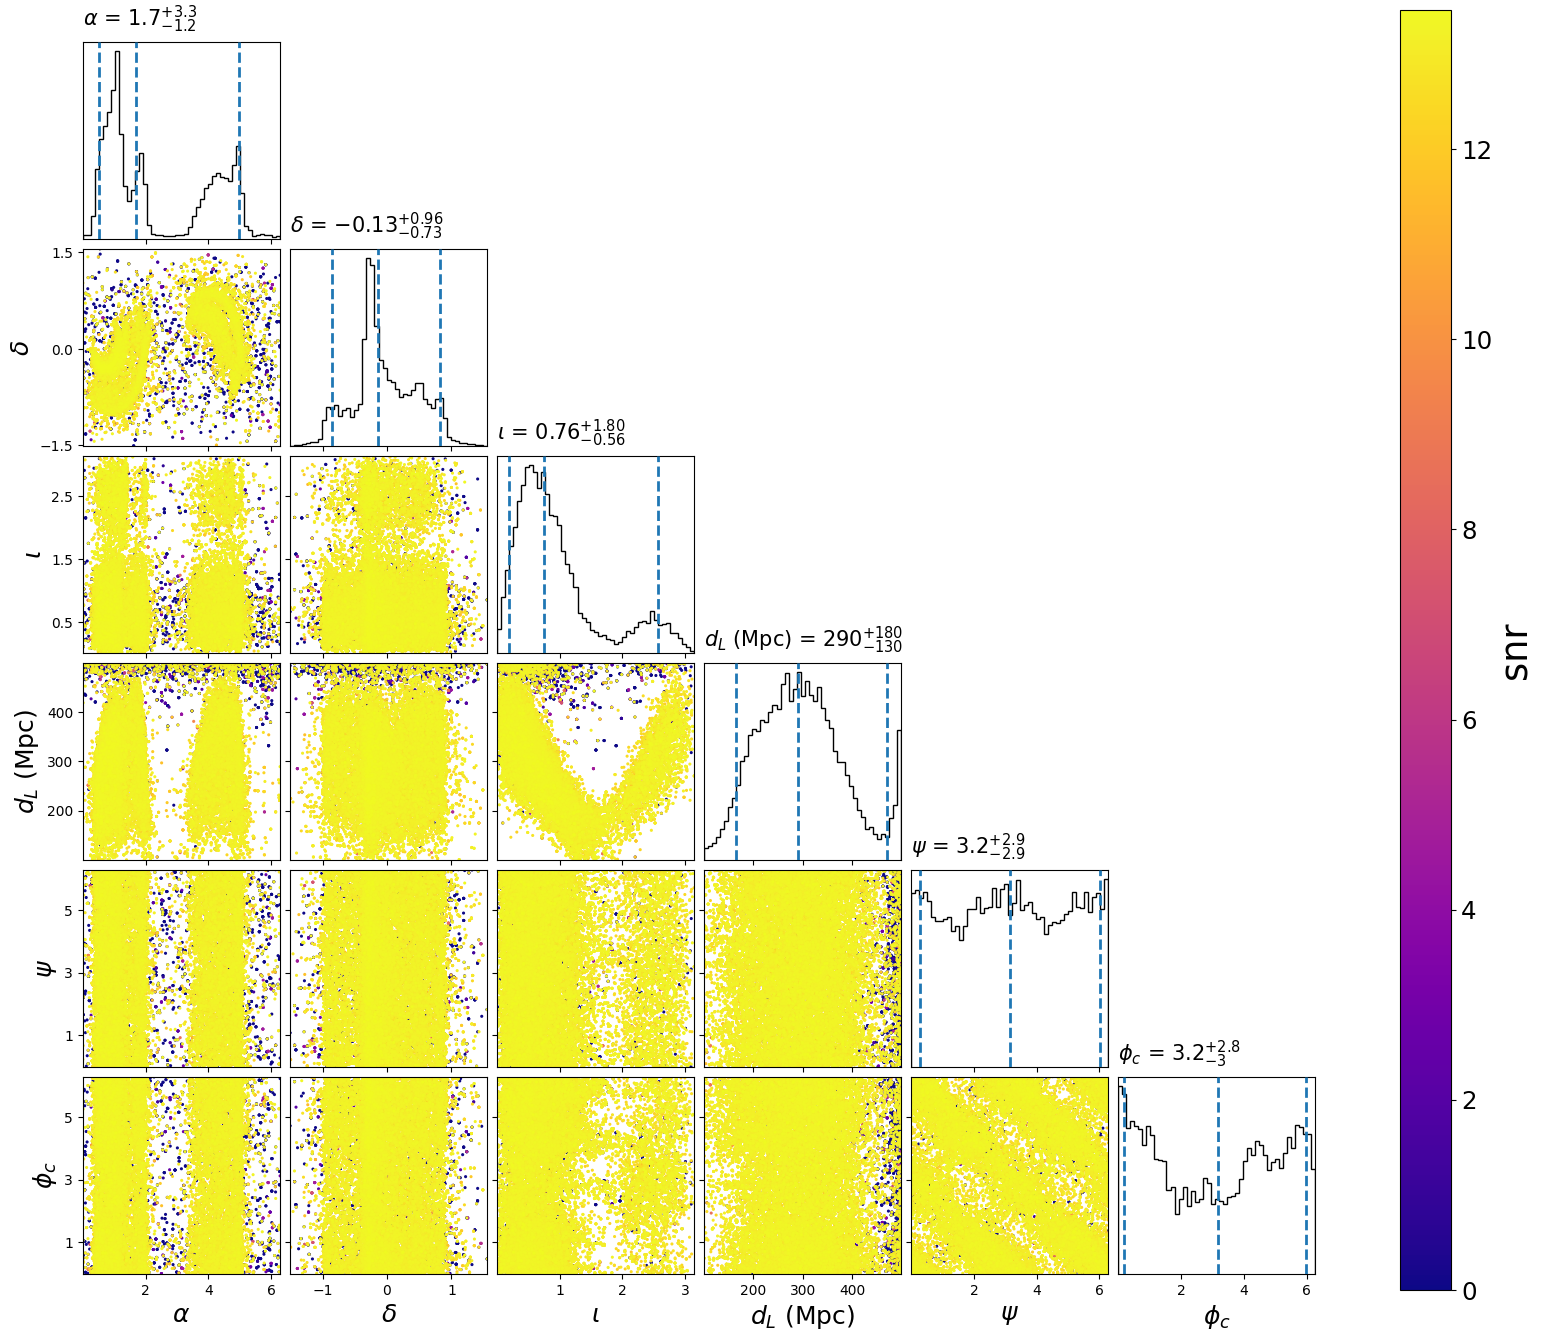 α = 1.7^{+3.3}_{−1.2}
δ = −0.13^{+0.96}_{−0.73}
ι = 0.76^{+1.80}_{−0.56}
d_L (Mpc) = 290^{+180}_{−130}
ψ = 3.2^{+2.9}_{−2.9}
ϕ_c = 3.2^{+2.8}_{−3}
1.5
0.0
−1.5
δ
2.5
1.5
0.5
ι
400
300
200
d_L (Mpc)
5
3
1
ψ
5
3
1
ϕ_c
2 4 6
α
−1 0 1
δ
1 2 3
ι
200 300 400
d_L (Mpc)
2 4 6
ψ
2 4 6
ϕ_c
12
10
8
6
4
2
0
snr